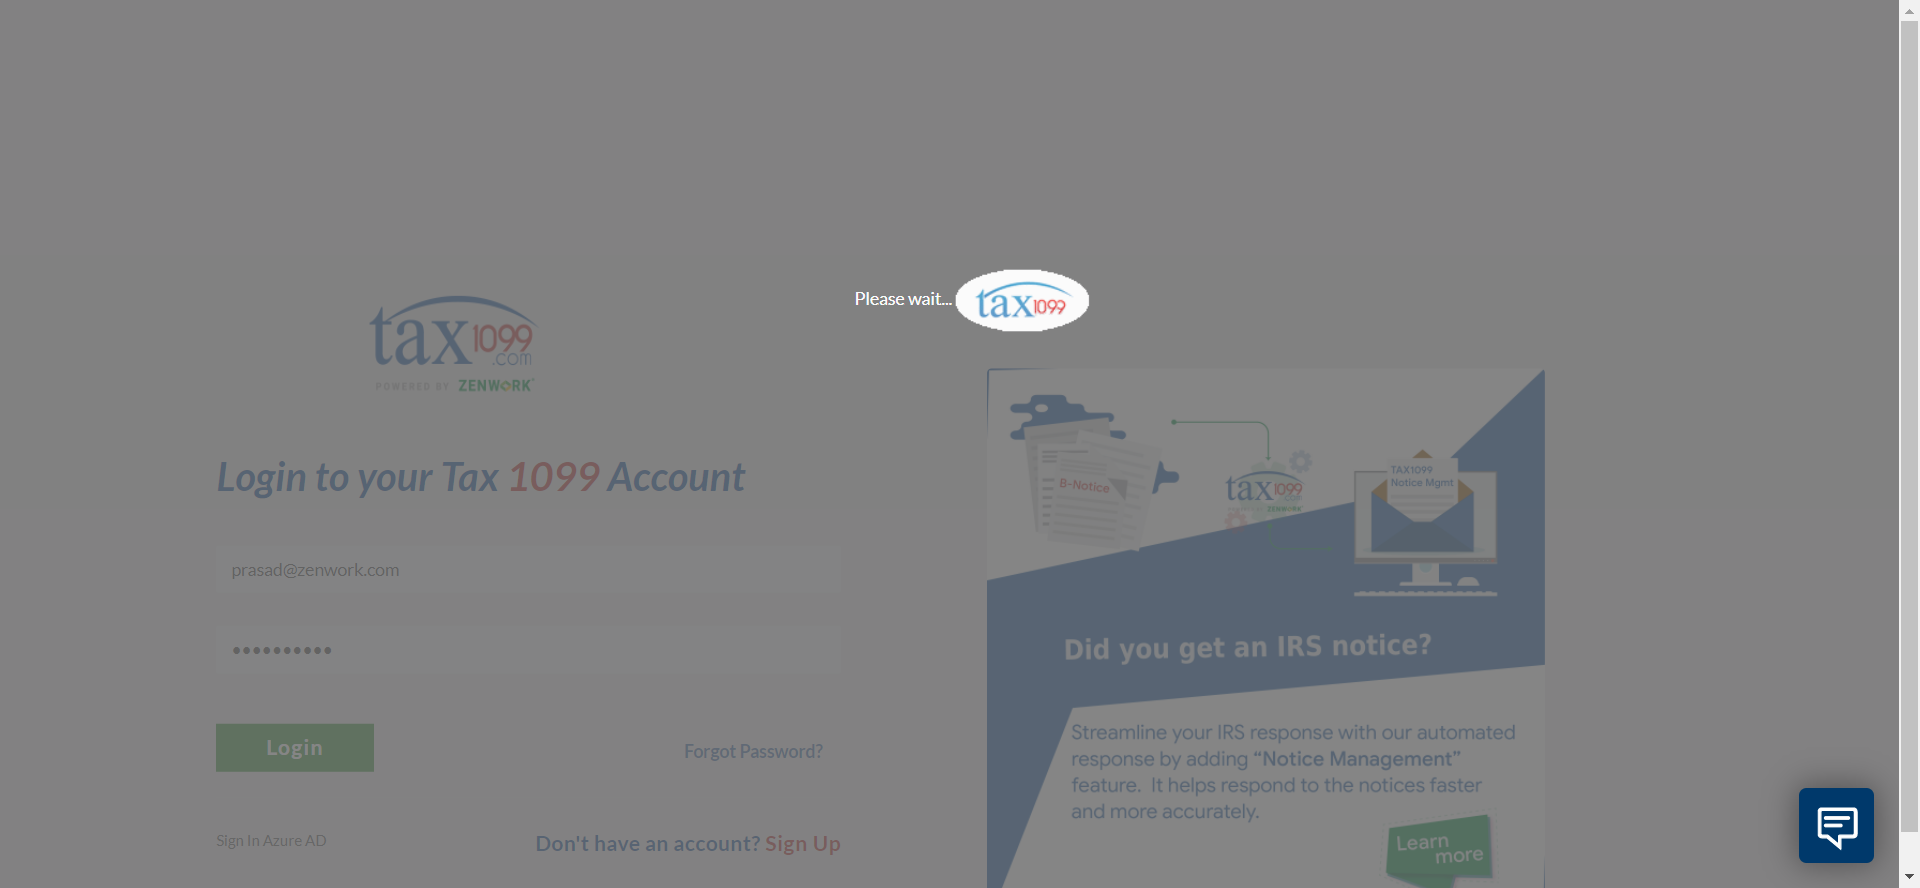 Please wait...
tax1099
tax1099
.com
POWERED BY ZENWORK
Login to your Tax 1099 Account
prasad@zenwork.com
••••••••••
Login
Forgot Password?
Sign In Azure AD
Don't have an account? Sign Up
B-Notice
tax1099
.com
POWERED BY ZENWORK
TAX1099
Notice Mgmt
Did you get an IRS notice?
Streamline your IRS response with our automated
response by adding “Notice Management”
feature. It helps respond to the notices faster
and more accurately.
Learn
more